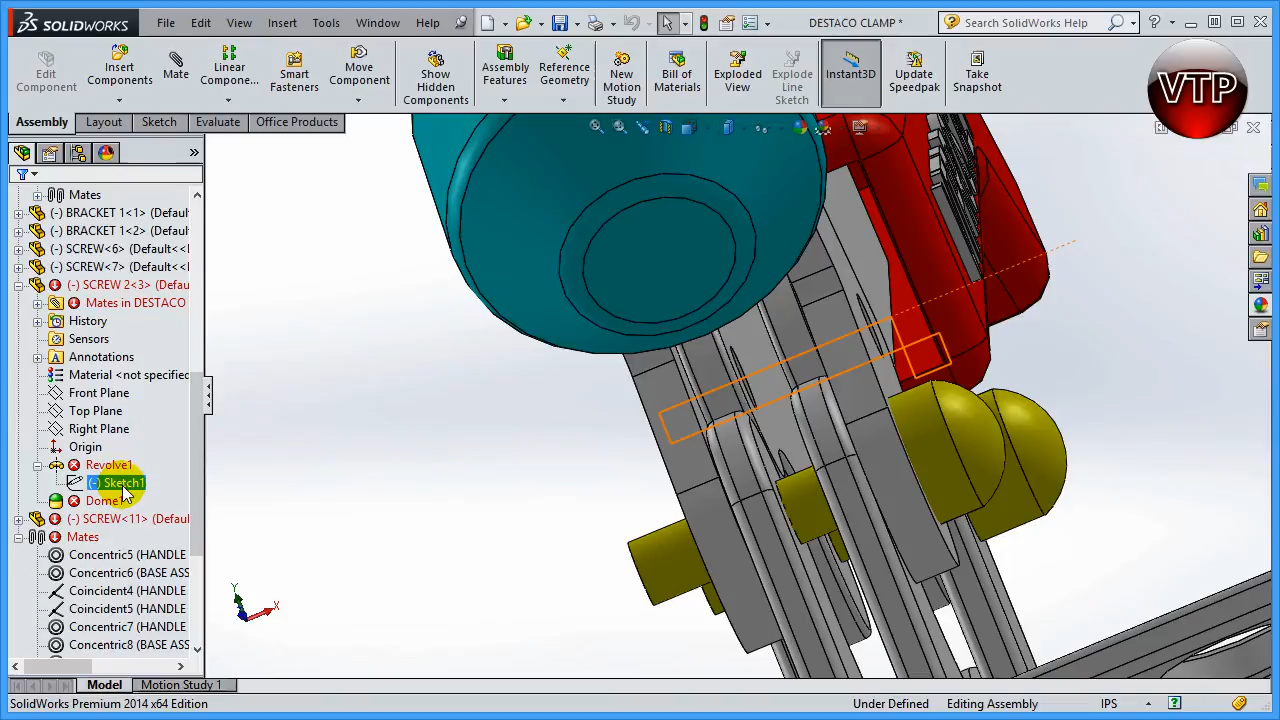 SOLIDWORKS File Edit View Insert Tools Window Help DESTACO CLAMP * Search SolidWorks Help
Edit Component
Insert Components
Mate
Linear Compone...
Smart Fasteners
Move Component
Show Hidden Components
Assembly Features
Reference Geometry
New Motion Study
Bill of Materials
Exploded View
Explode Line Sketch
Instant3D
Update Speedpak
Take Snapshot
VTP
Assembly Layout Sketch Evaluate Office Products
Mates
(-) BRACKET 1<1> (Defaul
(-) BRACKET 1<2> (Defaul
(-) SCREW<6> (Default<<
(-) SCREW<7> (Default<<
(-) SCREW 2<3> (Defau
Mates in DESTACO
History
Sensors
Annotations
Material <not specified
Front Plane
Top Plane
Right Plane
Origin
Revolve1
(-) Sketch1
Dome1
(-) SCREW<11> (Defaul
Mates
Concentric5 (HANDLE
Concentric6 (BASE ASS
Coincident4 (HANDLE
Coincident5 (HANDLE
Concentric7 (HANDLE
Concentric8 (BASE ASS
Y
X
Model Motion Study 1
SolidWorks Premium 2014 x64 Edition Under Defined Editing Assembly IPS